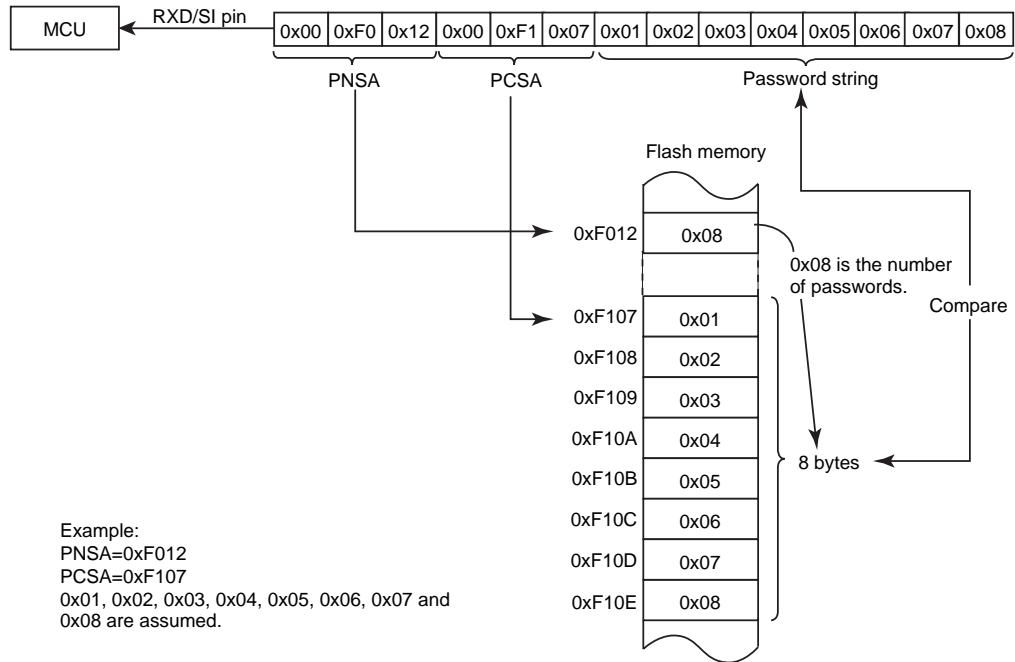 MCU
RXD/SI pin
0x00 0xF0 0x12 0x00 0xF1 0x07 0x01 0x02 0x03 0x04 0x05 0x06 0x07 0x08
PNSA PCSA Password string
Flash memory
0xF012 0x08
0x08 is the number
of passwords.
Compare
0xF107 0x01
0xF108 0x02
0xF109 0x03
0xF10A 0x04
8 bytes
0xF10B 0x05
0xF10C 0x06
0xF10D 0x07
0xF10E 0x08
Example:
PNSA=0xF012
PCSA=0xF107
0x01, 0x02, 0x03, 0x04, 0x05, 0x06, 0x07 and
0x08 are assumed.